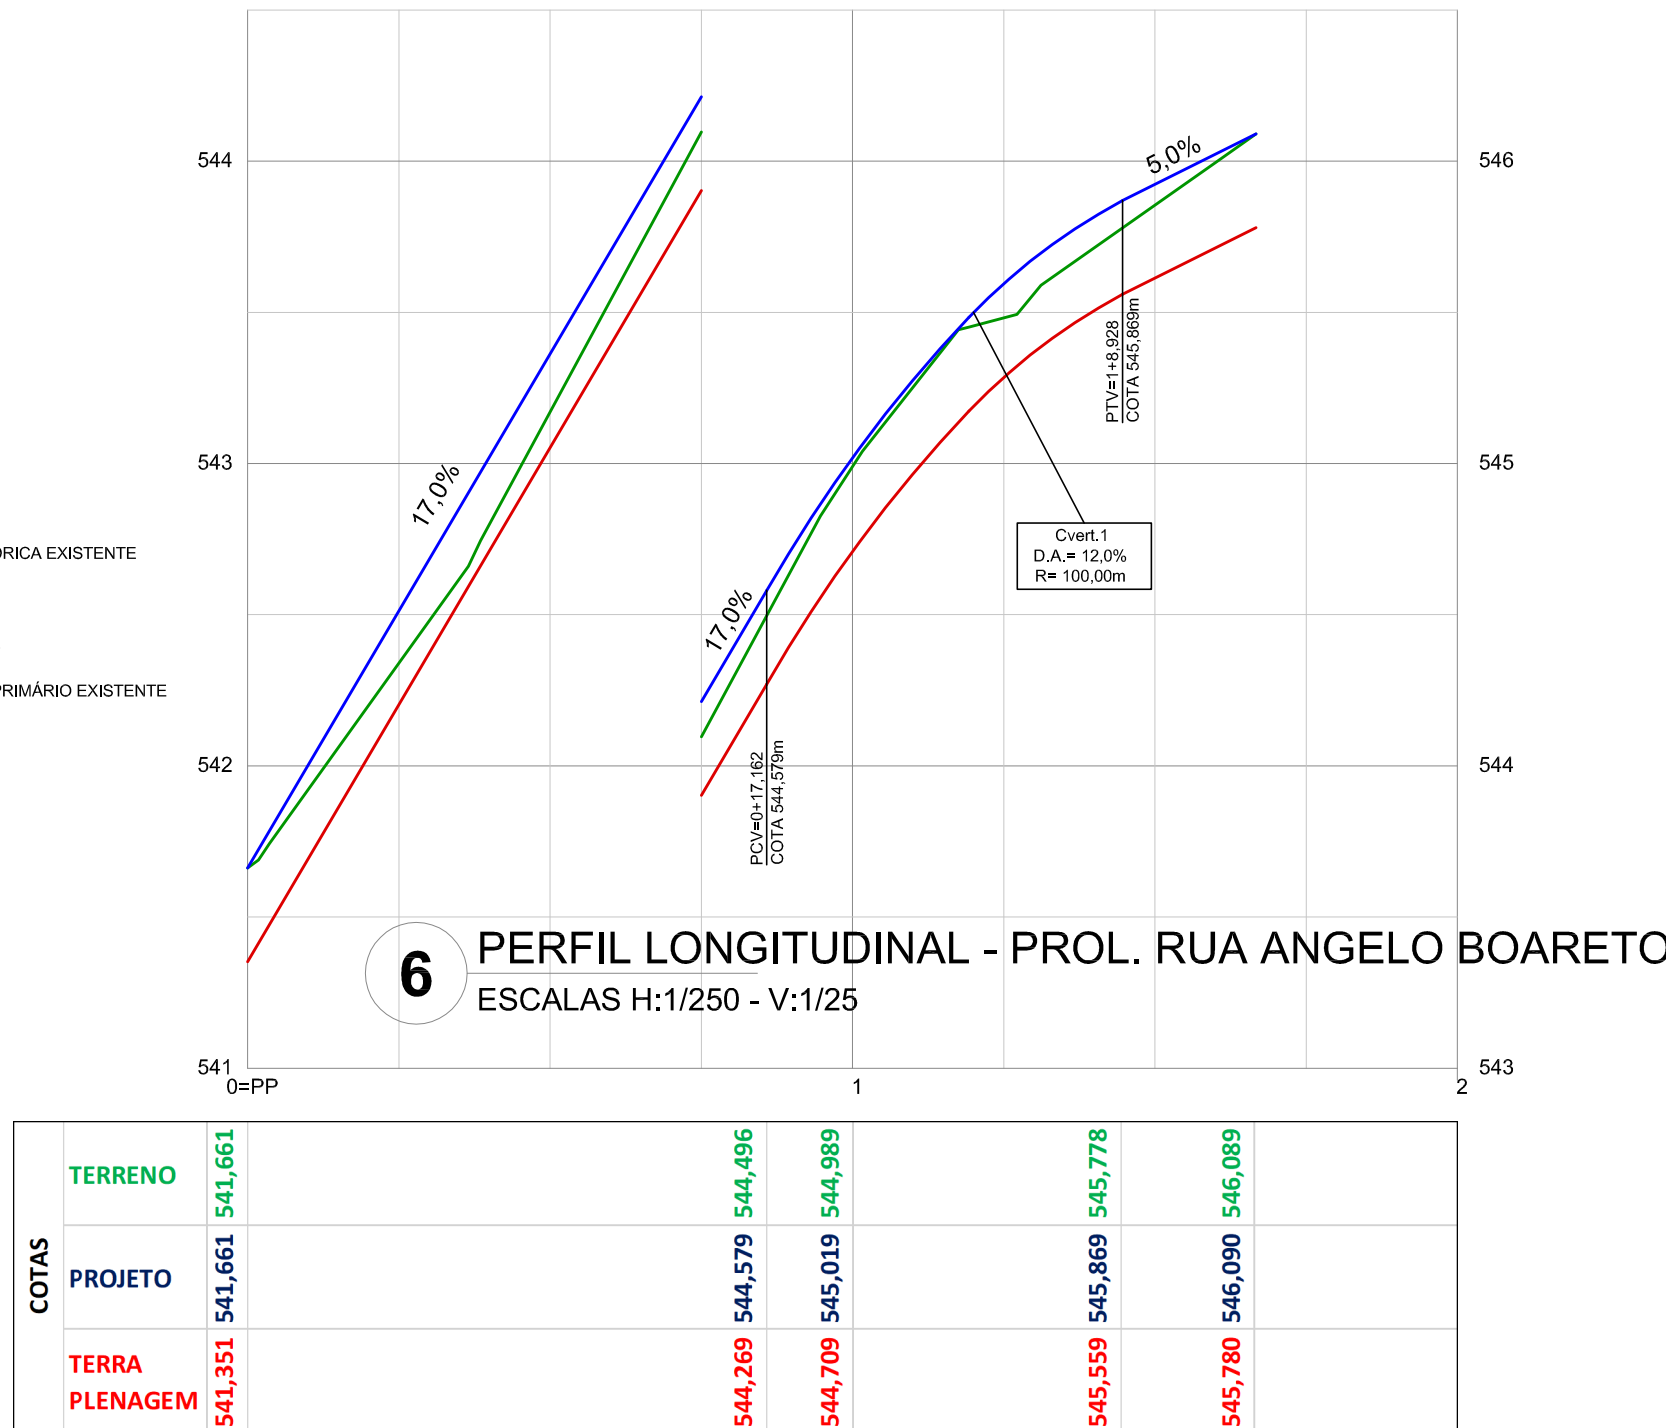 544
546
5,0%
PTV=1+8,928
COTA 545,869m
543
545
17,0%
Cvert.1
D.A.= 12,0%
R= 100,00m
ÓRICA EXISTENTE
17,0%
PRIMÁRIO EXISTENTE
542
544
PCV=0+17,162
COTA 544,579m
6
PERFIL LONGITUDINAL - PROL. RUA ANGELO BOARETO
ESCALAS H:1/250 - V:1/25
541
543
0=PP
1
2
COTAS
TERRENO 541,661 544,496 544,989 545,778 546,089
PROJETO 541,661 544,579 545,019 545,869 546,090
TERRA
PLENAGEM 541,351 544,269 544,709 545,559 545,780